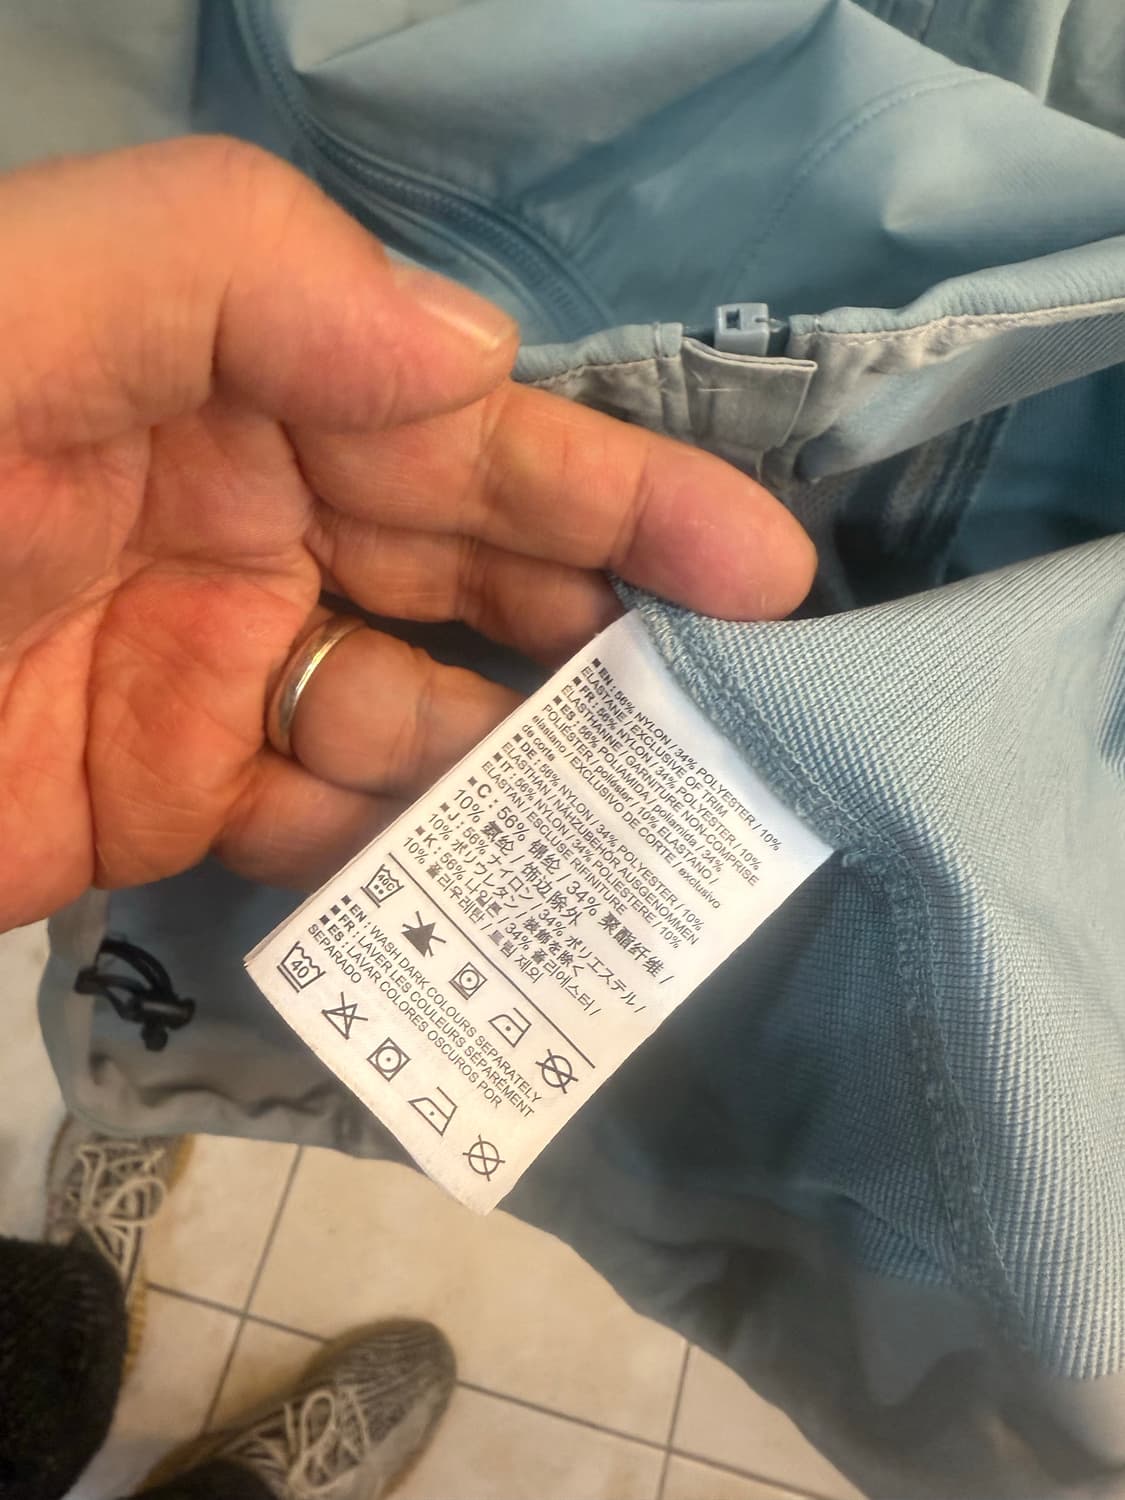 ■ EN : 56% NYLON / 34% POLYESTER / 10%
ELASTANE / EXCLUSIVE OF TRIM
■ FR : 56% NYLON / 34% POLYESTER / 10%
ÉLASTHANNE / GARNITURE NON-COMPRISE
■ ES : 56% POLIAMIDA / poliamida / 34%
POLIÉSTER / poliéster / 10% ELASTANO /
elastano / EXCLUSIVO DE CORTE / exclusivo
de corte
■ DE : 56% NYLON / 34% POLYESTER / 10%
ELASTHAN / NÄHZUBEHÖR AUSGENOMMEN
■ IT : 56% NYLON / 34% POLIESTERE / 10%
ELASTAN / ESCLUSE RIFINITURE
■ C : 56% 锦纶 / 34% 聚酯纤维 /
10% 氨纶 / 饰边除外
■ J : 56% ナイロン / 34% ポリエステル /
10% ポリウレタン / 装飾を除く
■ K : 56% 나일론 / 34% 폴리에스터 /
10% 폴리우레탄 / 트림 제외
40C
■ EN : WASH DARK COLOURS SEPARATELY
■ FR : LAVER LES COULEURS SÉPARÉMENT
■ ES : LAVAR COLORES OSCUROS POR
SEPARADO
40